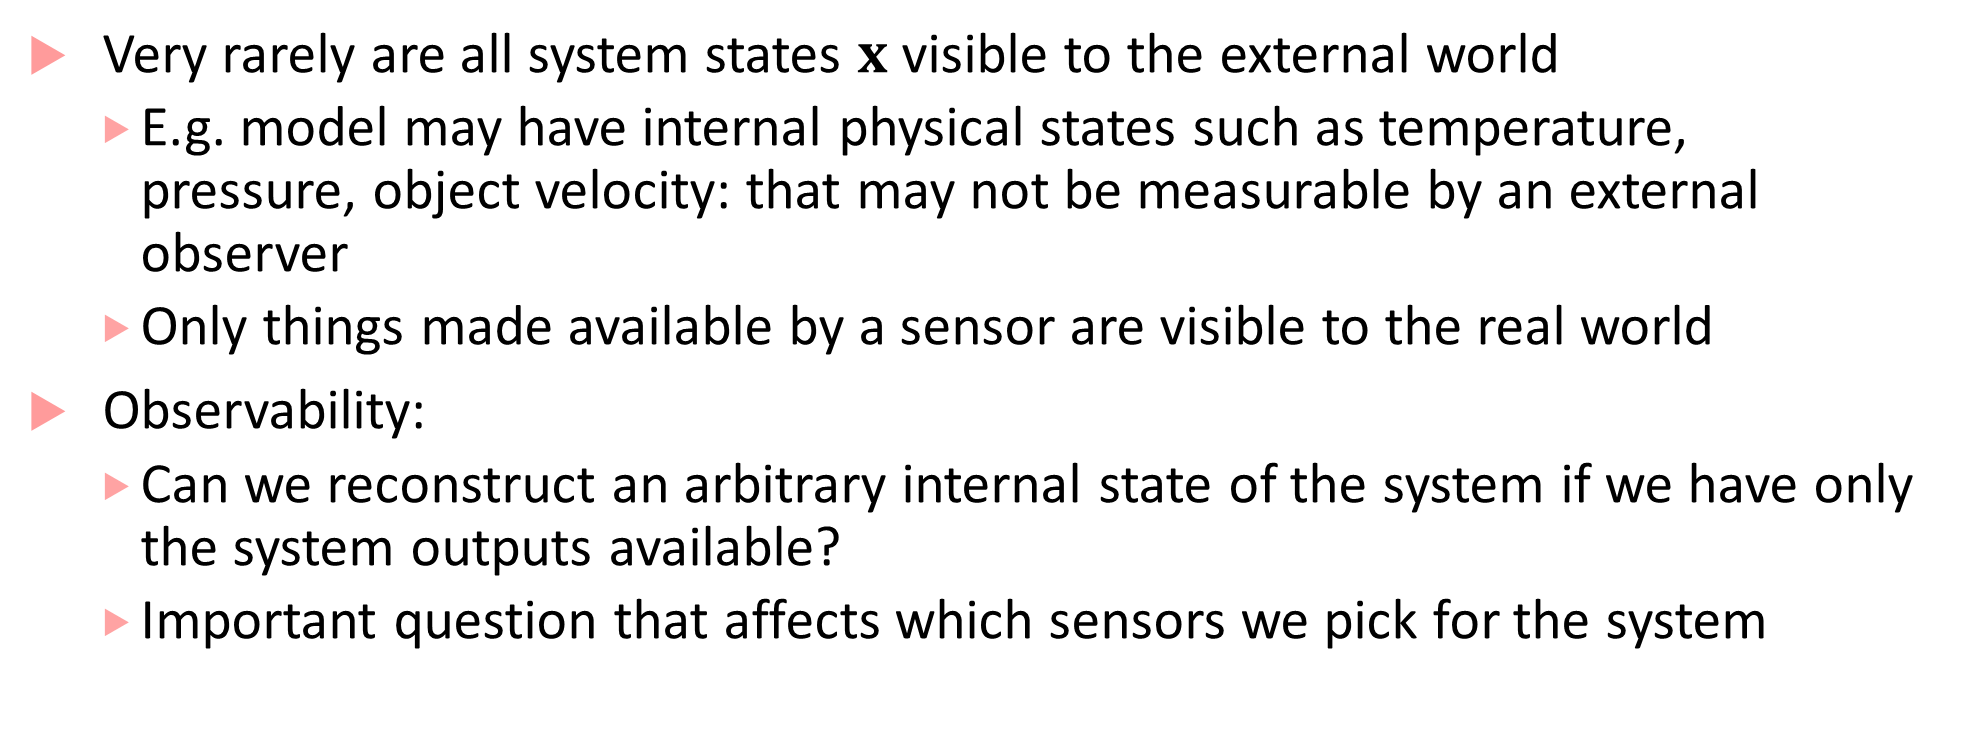 Very rarely are all system states x visible to the external world
E.g. model may have internal physical states such as temperature,
pressure, object velocity: that may not be measurable by an external
observer
Only things made available by a sensor are visible to the real world
Observability:
Can we reconstruct an arbitrary internal state of the system if we have only
the system outputs available?
Important question that affects which sensors we pick for the system